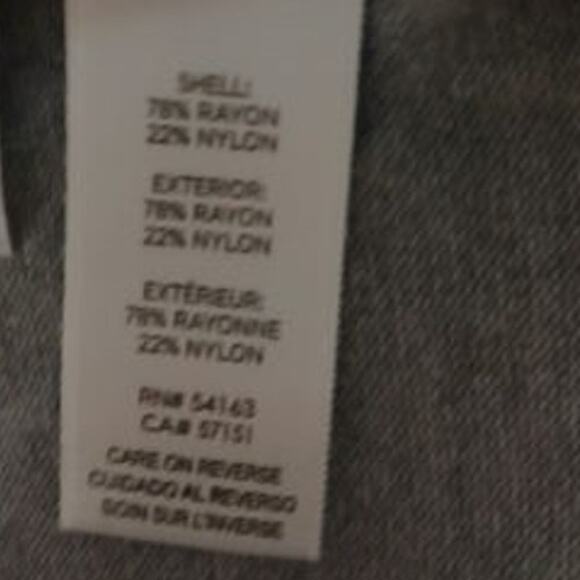 SHELL:
78% RAYON
22% NYLON
EXTERIOR:
78% RAYON
22% NYLON
EXTÉRIEUR:
78% RAYONNE
22% NYLON
RN# 54163
CA# 57151
CARE ON REVERSE
CUIDADO AL REVERSO
SOIN SUR L'INVERSE